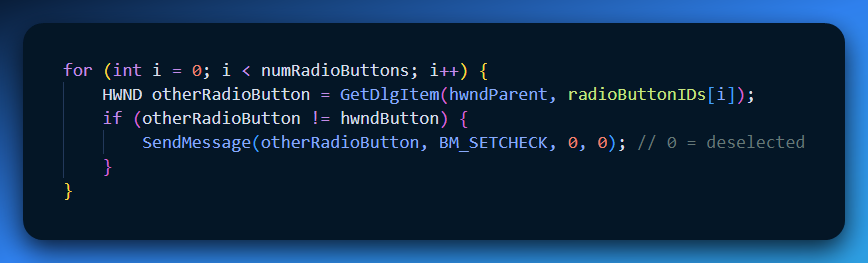 for (int i = 0; i < numRadioButtons; i++) {
    HWND otherRadioButton = GetDlgItem(hwndParent, radioButtonIDs[i]);
    if (otherRadioButton != hwndButton) {
        SendMessage(otherRadioButton, BM_SETCHECK, 0, 0); // 0 = deselected
    }
}